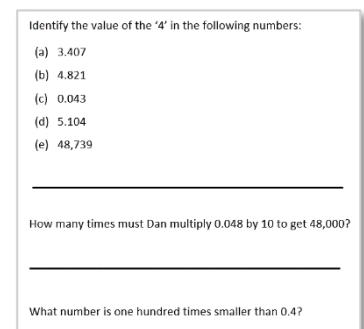 Identify the value of the ‘4’ in the following numbers:
(a) 3.407
(b) 4.821
(c) 0.043
(d) 5.104
(e) 48,739
How many times must Dan multiply 0.048 by 10 to get 48,000?
What number is one hundred times smaller than 0.4?